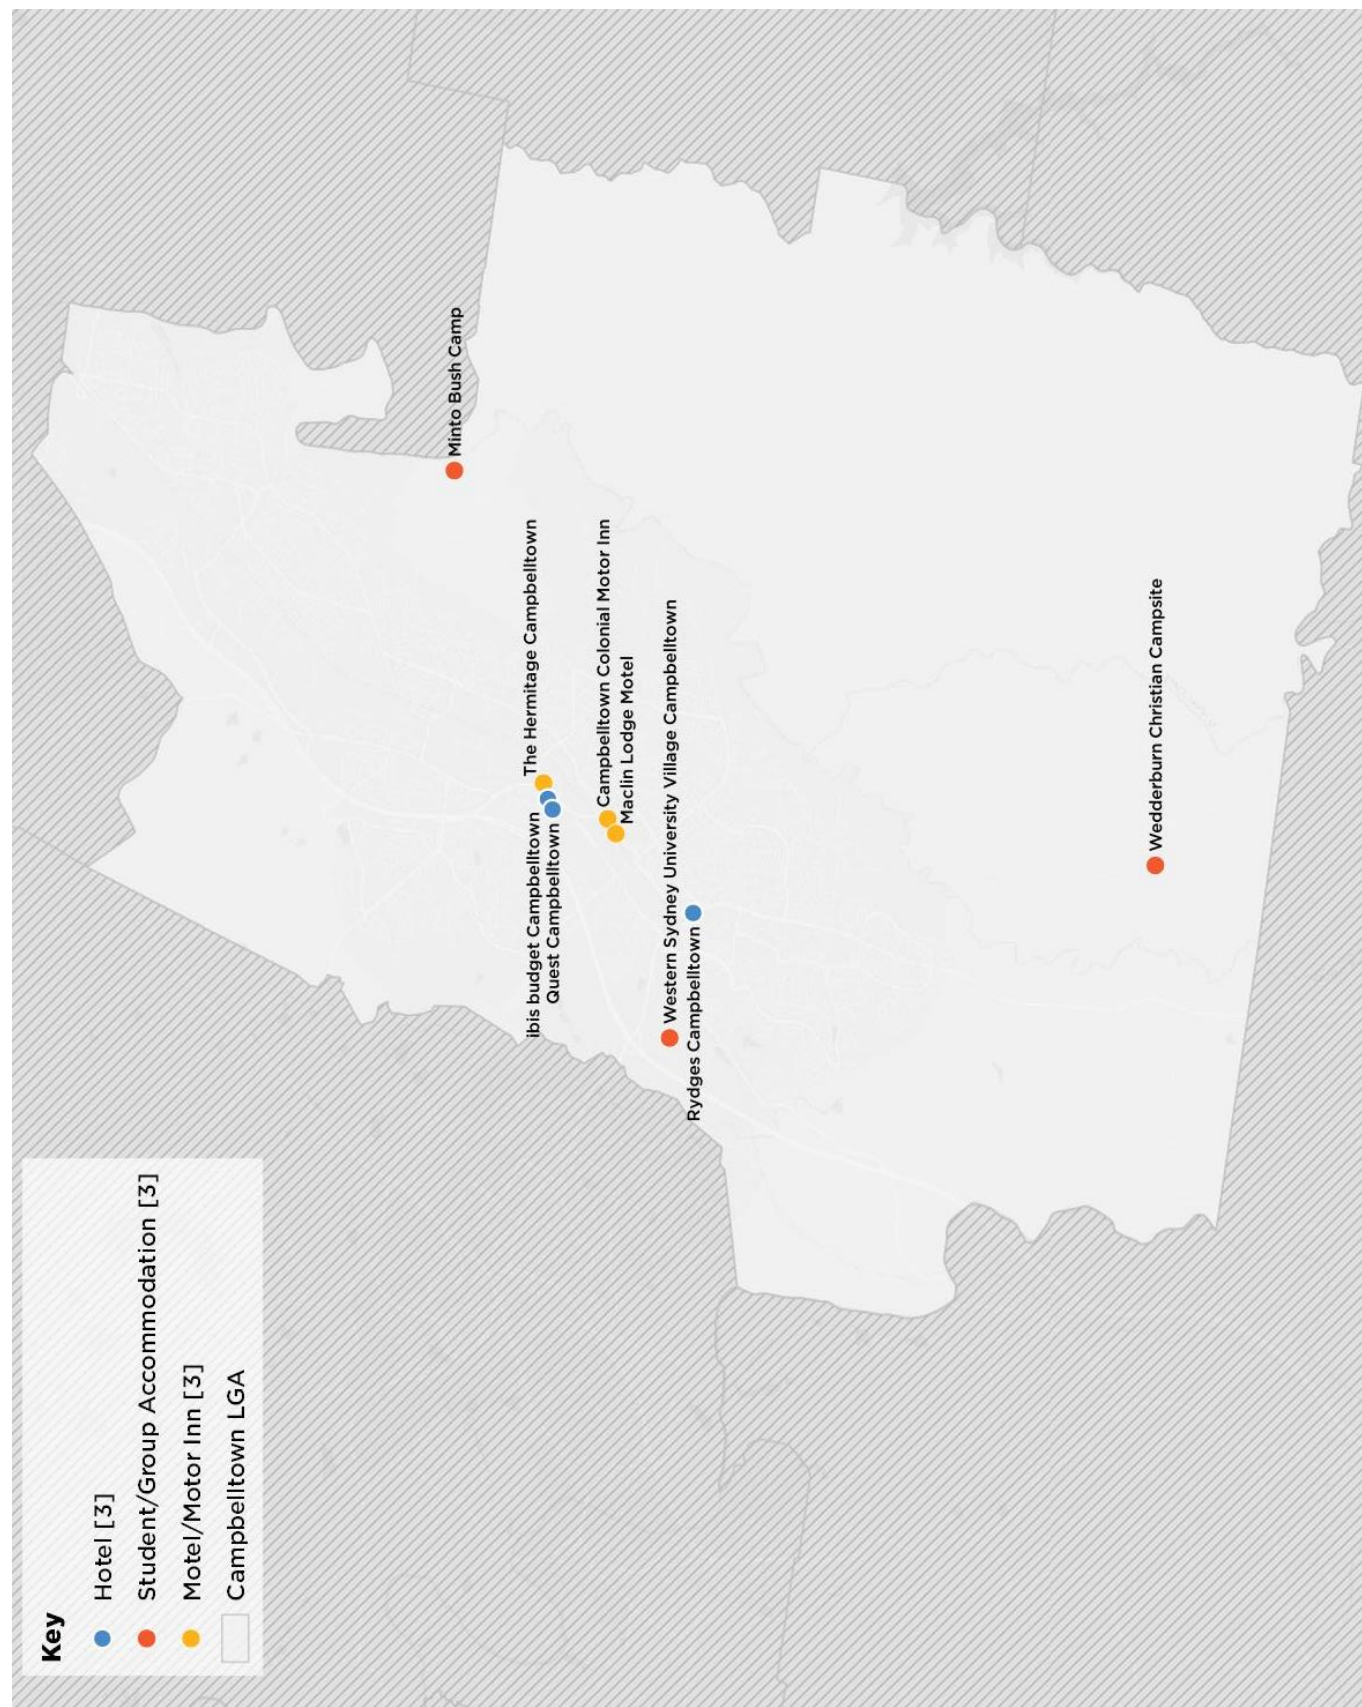 Key
Hotel [3]
Student/Group Accommodation [3]
Motel/Motor Inn [3]
Campbelltown LGA
Minto Bush Camp
The Hermitage Campbelltown
ibis budget Campbelltown
Quest Campbelltown
Campbelltown Colonial Motor Inn
Maclin Lodge Motel
Western Sydney University Village Campbelltown
Rydges Campbelltown
Wedderburn Christian Campsite